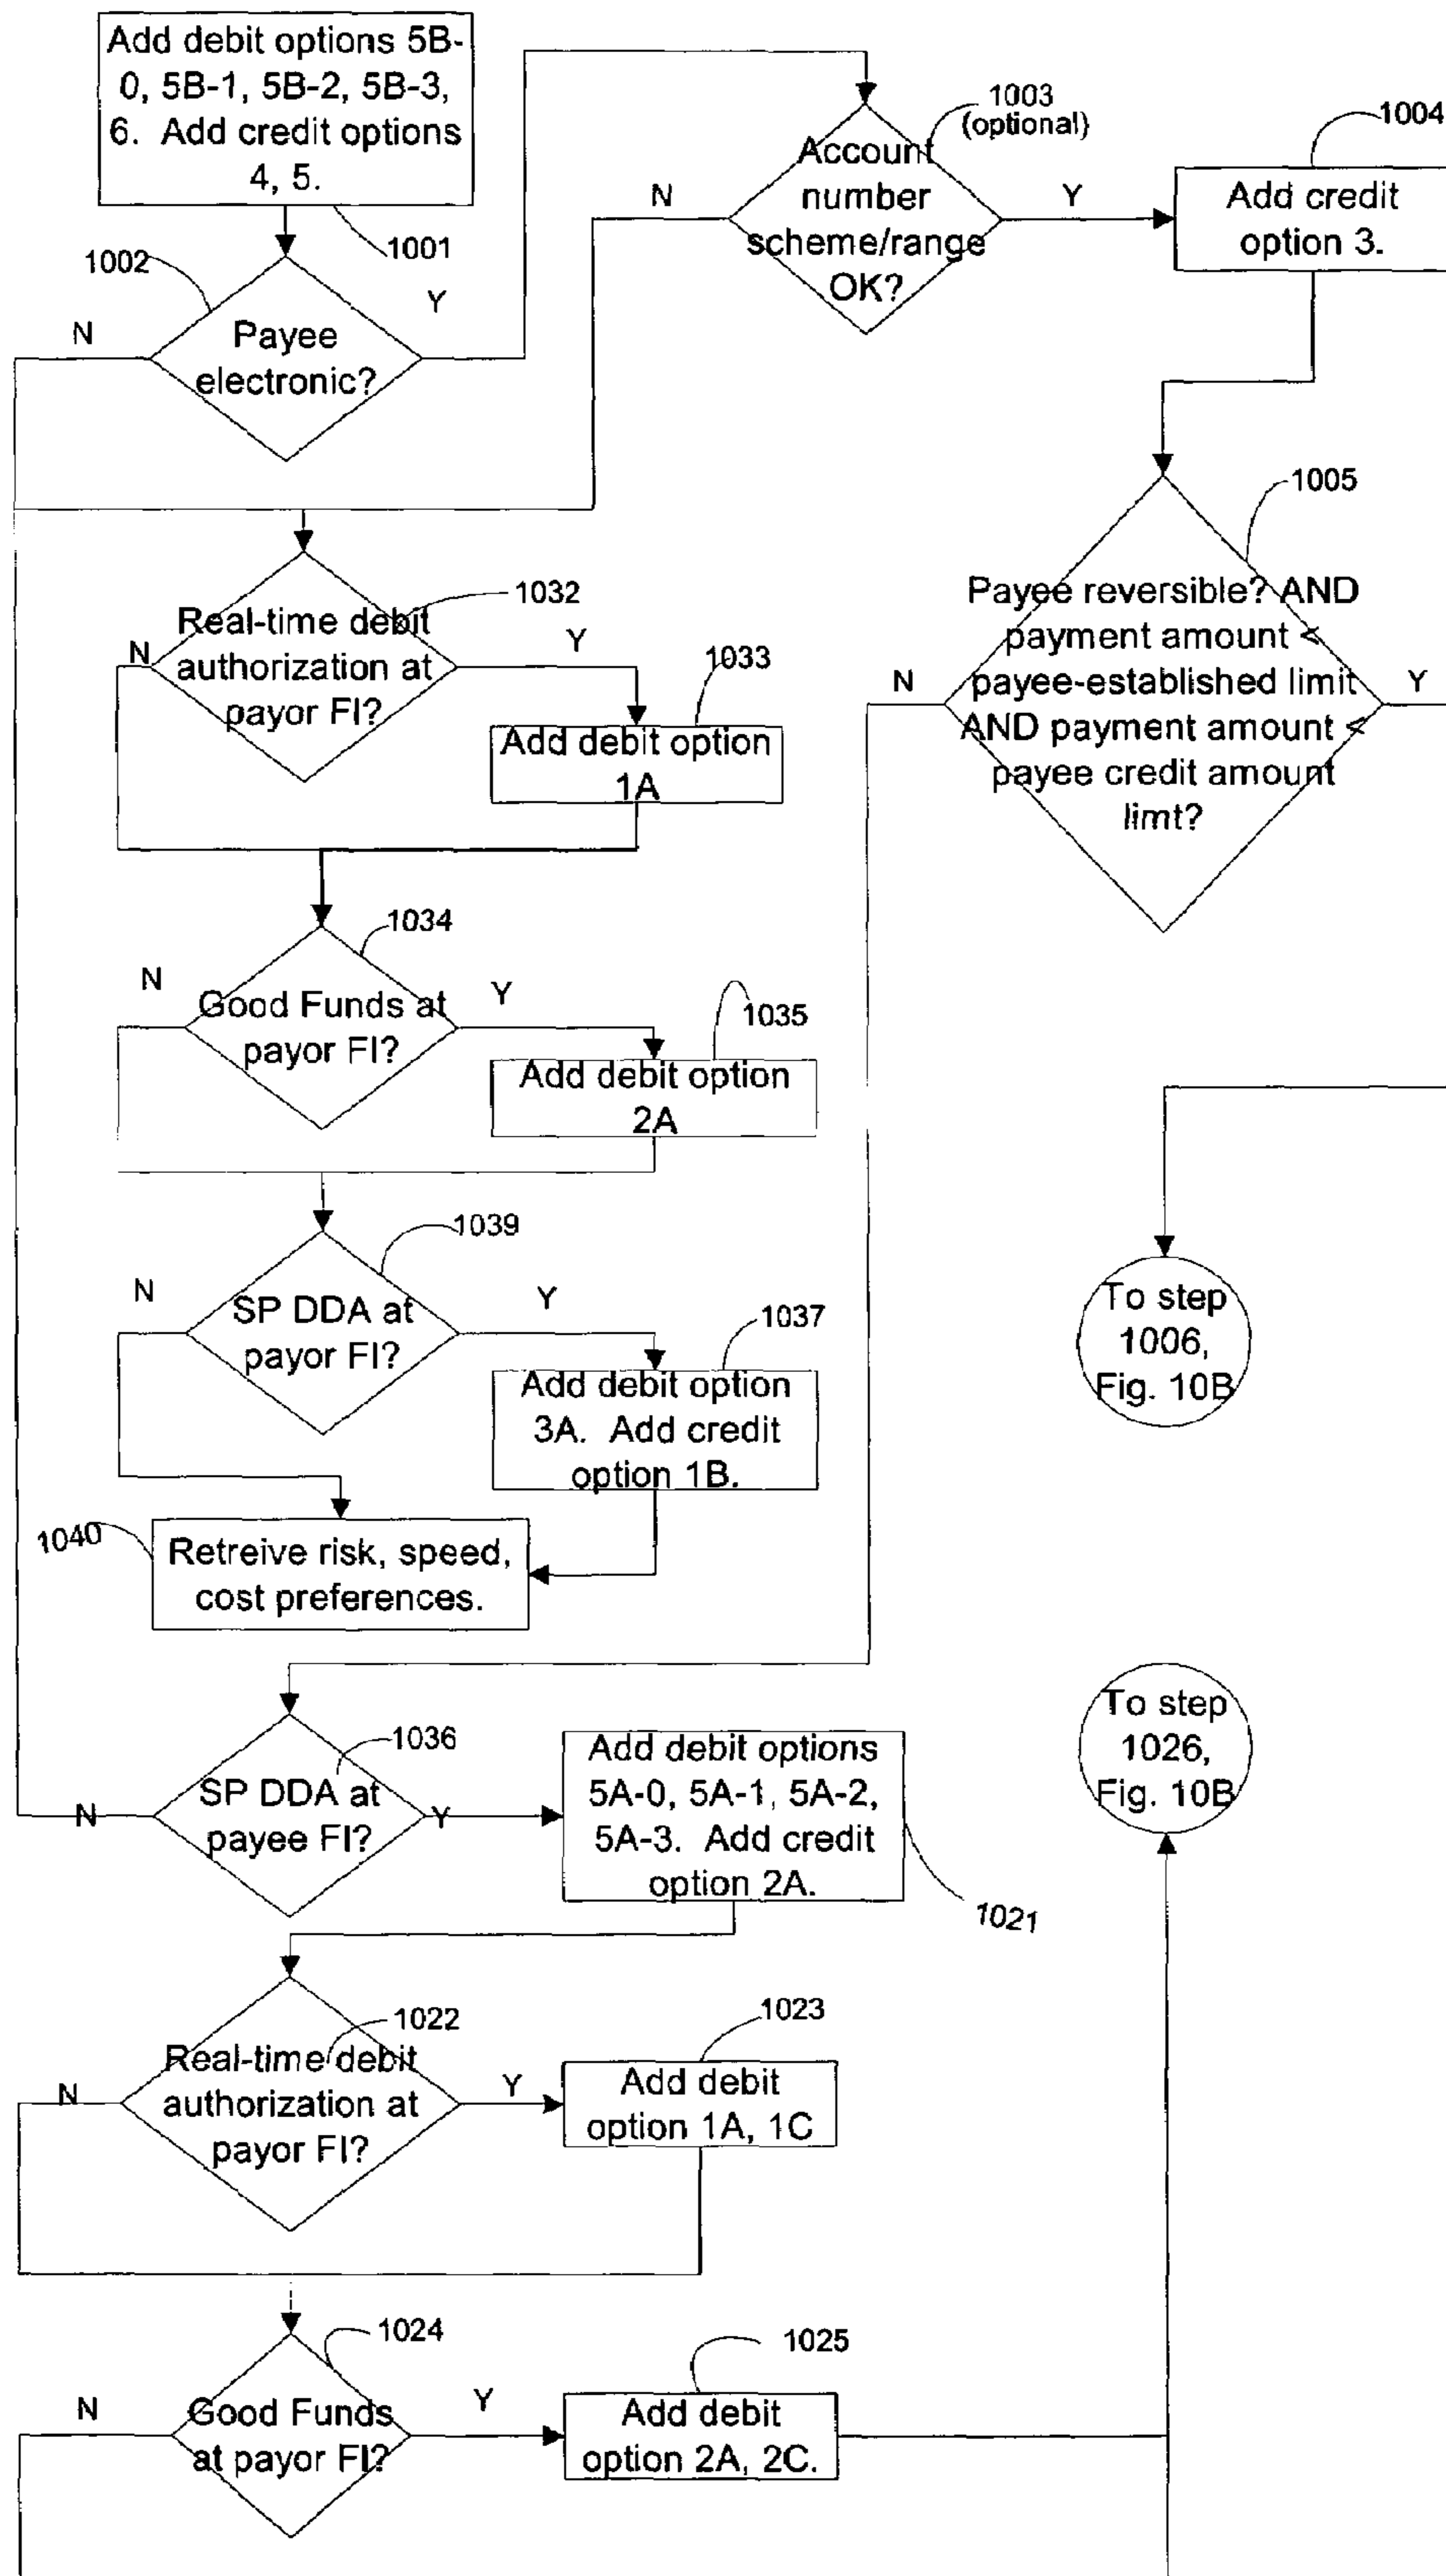 Add debit options 5B-
0, 5B-1, 5B-2, 5B-3,
6. Add credit options
4, 5.
1001
1002
Payee
electronic?
N
Y
1003
(optional)
Account
number
scheme/range
OK?
N
Y
1004
Add credit
option 3.
1005
Payee reversible? AND
payment amount <
payee-established limit
AND payment amount <
payee credit amount
limt?
N
Y
1032
Real-time debit
authorization at
payor FI?
N
Y
1033
Add debit option
1A
1034
Good Funds at
payor FI?
N
Y
1035
Add debit option
2A
1039
SP DDA at
payor FI?
N
Y
1037
Add debit option
3A. Add credit
option 1B.
1040
Retreive risk, speed,
cost preferences.
To step
1006,
Fig. 10B
1036
SP DDA at
payee FI?
N
Y
Add debit options
5A-0, 5A-1, 5A-2,
5A-3. Add credit
option 2A.
1021
To step
1026,
Fig. 10B
1022
Real-time debit
authorization at
payor FI?
N
Y
1023
Add debit
option 1A, 1C
1024
Good Funds
at payor FI?
N
Y
1025
Add debit
option 2A, 2C.